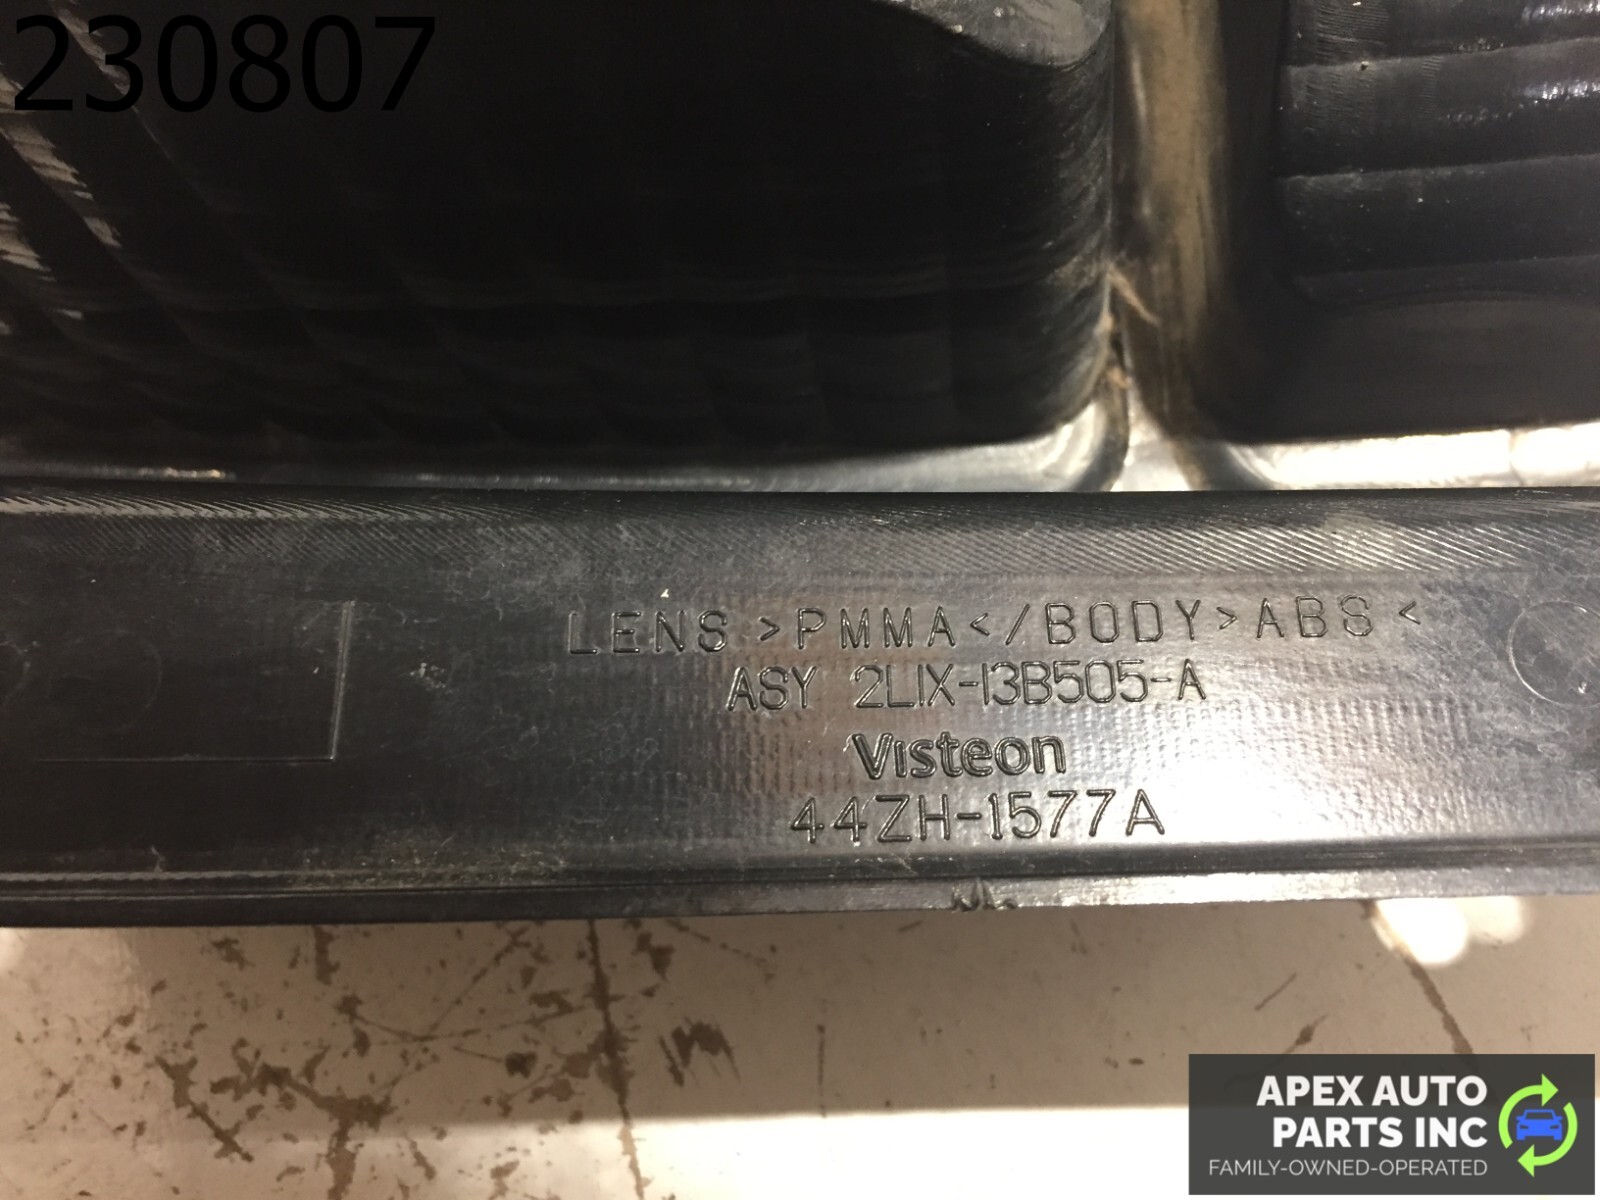 230807
LENS >PMMA</BODY>ABS<
ASY 2L1X-13B505-A
Visteon
44ZH-1577A
APEX AUTO
PARTS INC
FAMILY-OWNED-OPERATED